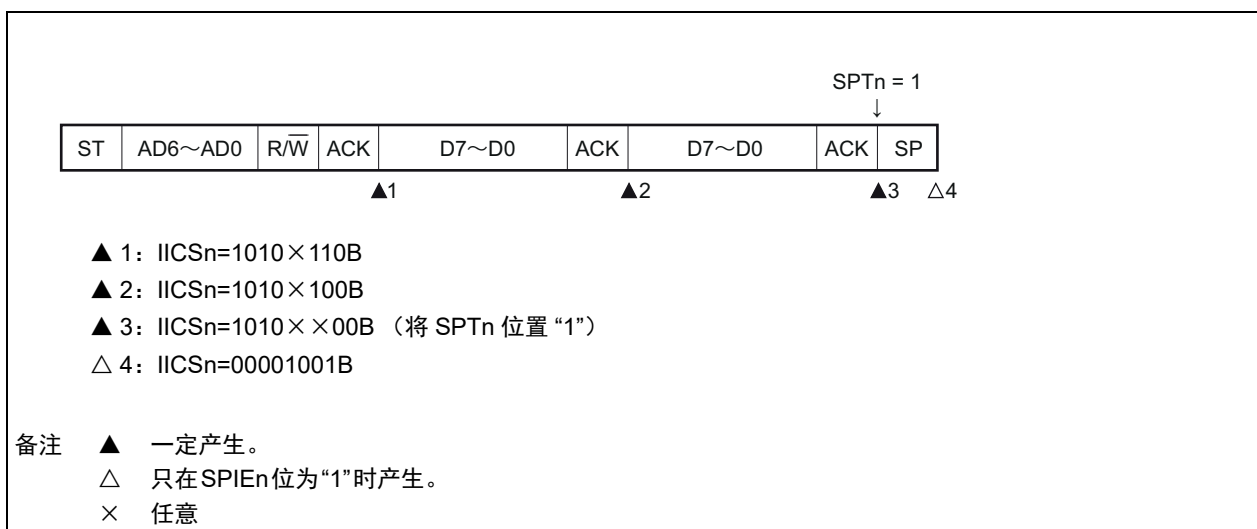 SPTn = 1
↓
ST AD6～AD0 R/W̅ ACK D7～D0 ACK D7～D0 ACK SP
▲1 ▲2 ▲3 △4
▲ 1：IICSn=1010×110B
▲ 2：IICSn=1010×100B
▲ 3：IICSn=1010××00B （将 SPTn 位置 “1”）
△ 4：IICSn=00001001B
备注 ▲ 一定产生。
△ 只在SPIEn位为“1”时产生。
× 任意